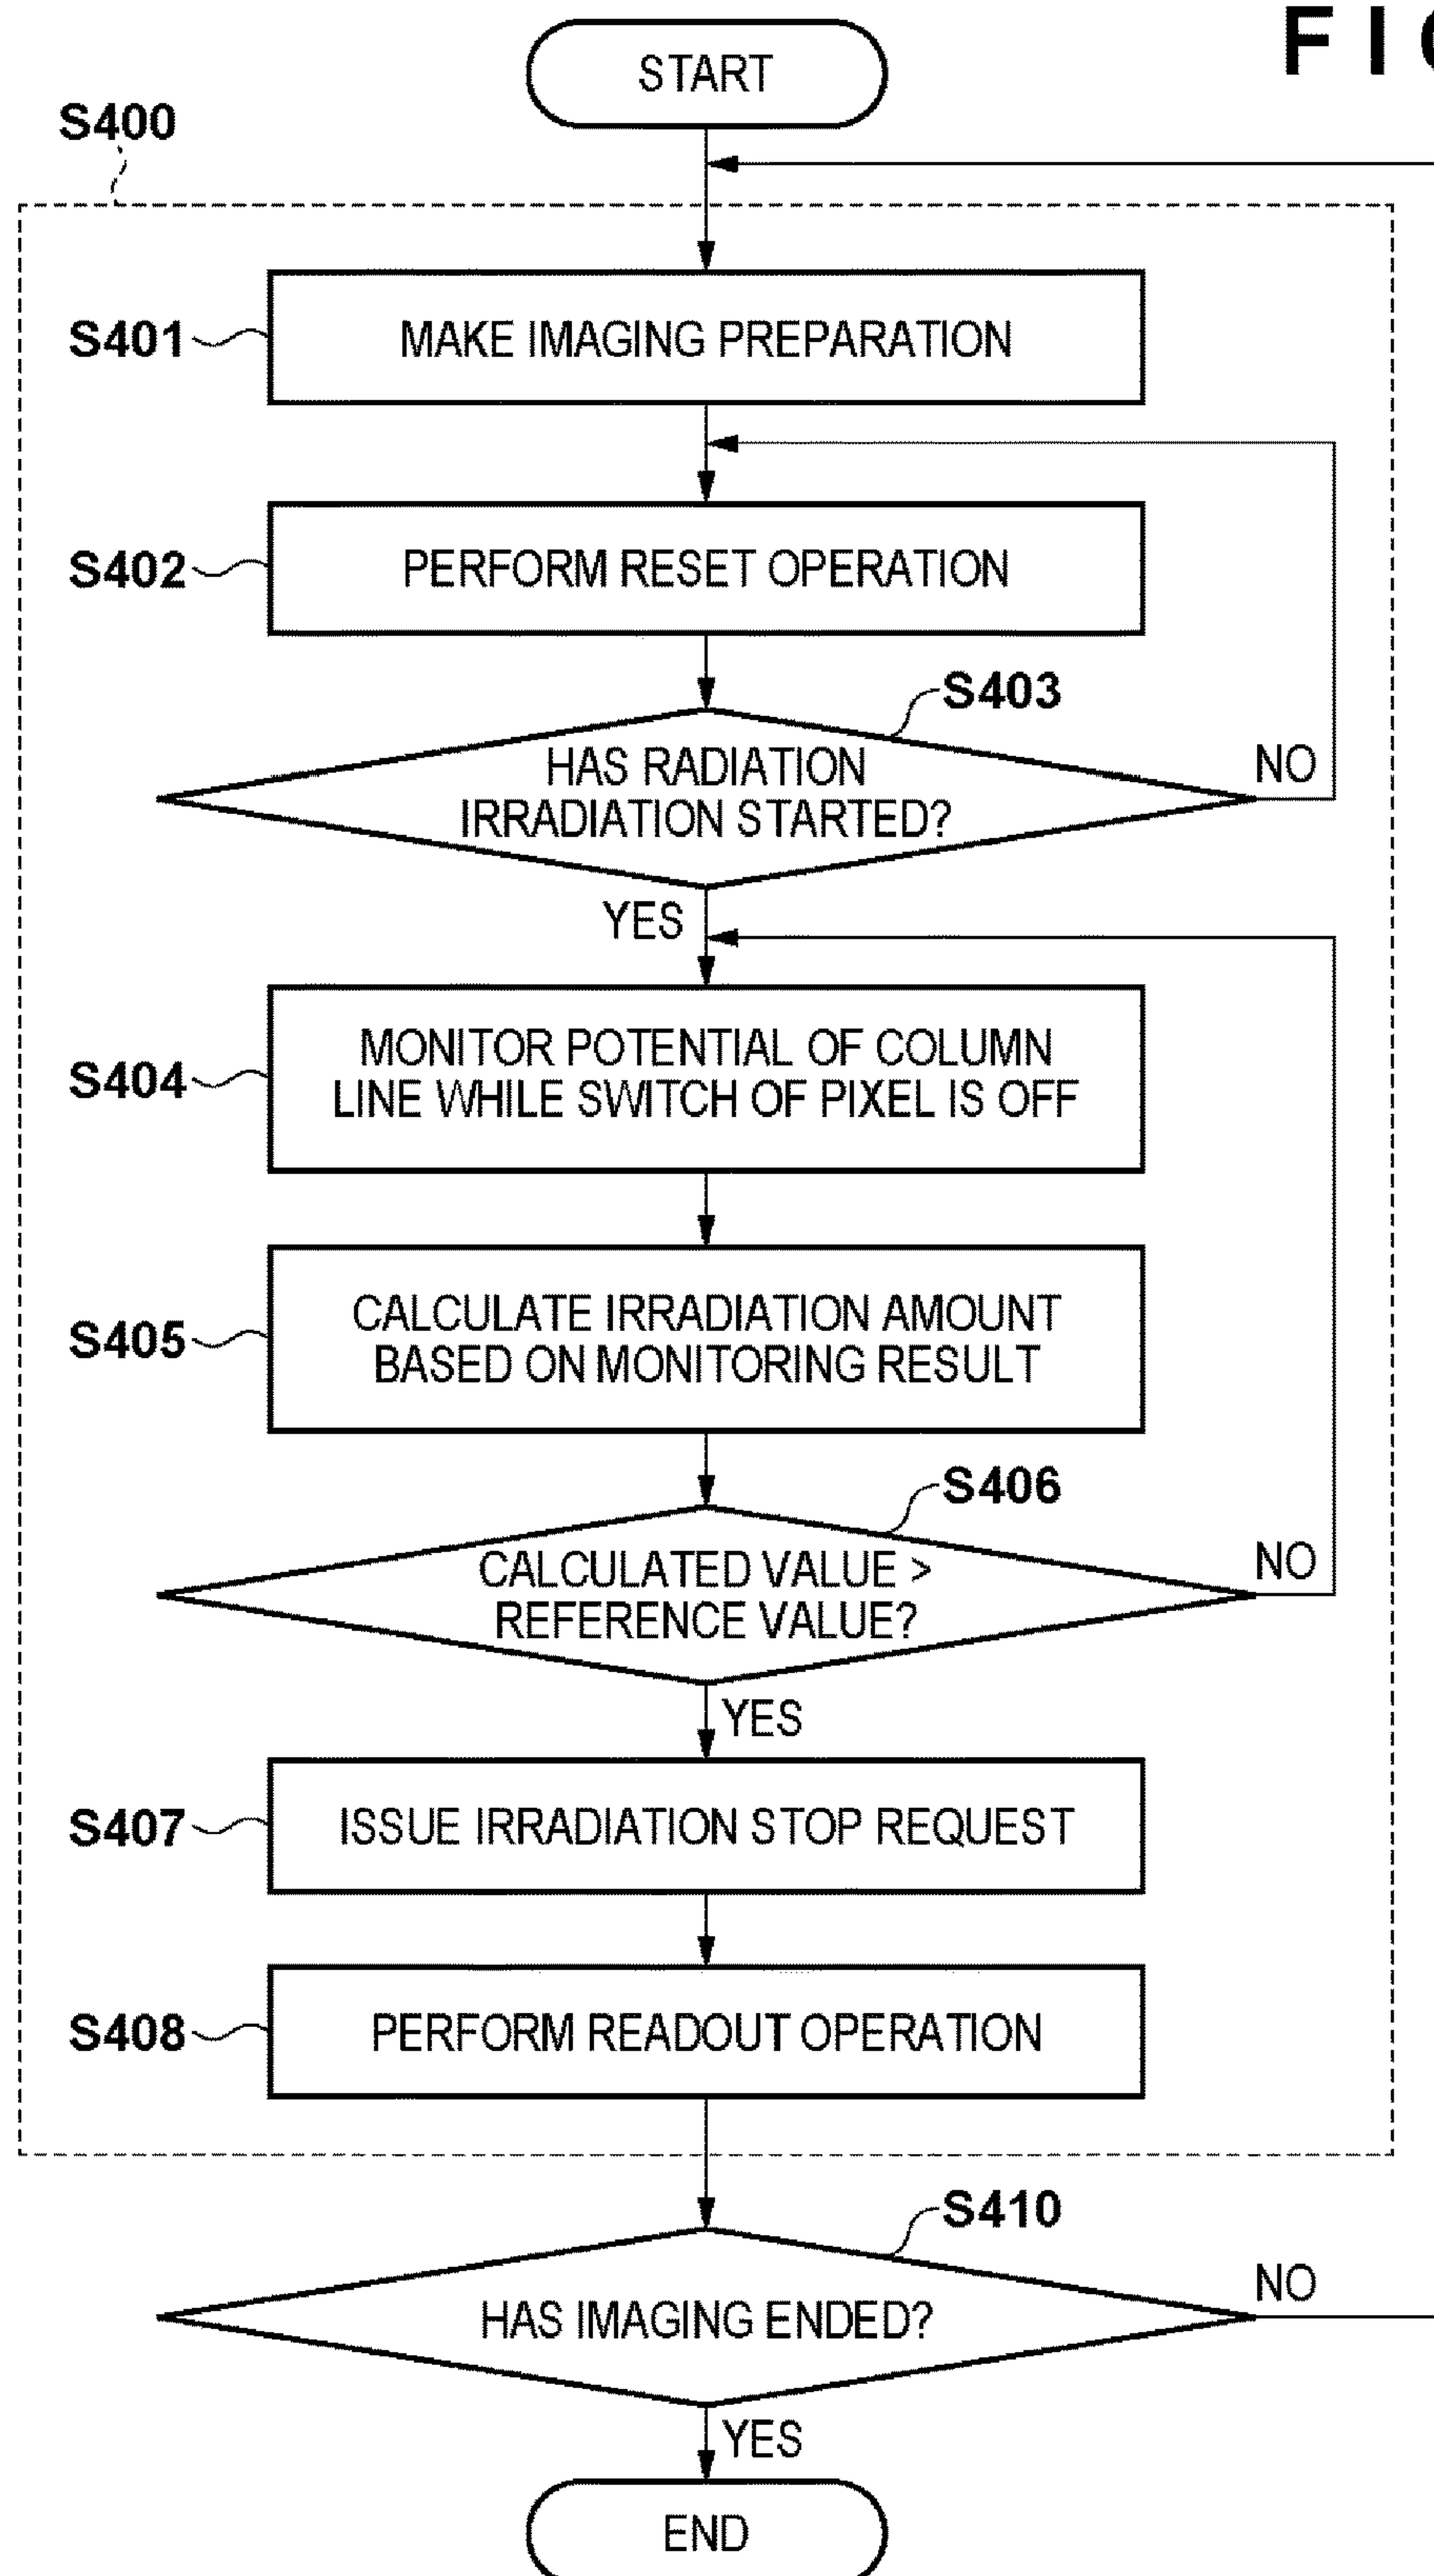 FIG
START
S400
S401
MAKE IMAGING PREPARATION
S402
PERFORM RESET OPERATION
S403
HAS RADIATION
IRRADIATION STARTED?
NO
YES
S404
MONITOR POTENTIAL OF COLUMN
LINE WHILE SWITCH OF PIXEL IS OFF
S405
CALCULATE IRRADIATION AMOUNT
BASED ON MONITORING RESULT
S406
CALCULATED VALUE >
REFERENCE VALUE?
NO
YES
S407
ISSUE IRRADIATION STOP REQUEST
S408
PERFORM READOUT OPERATION
S410
HAS IMAGING ENDED?
NO
YES
END